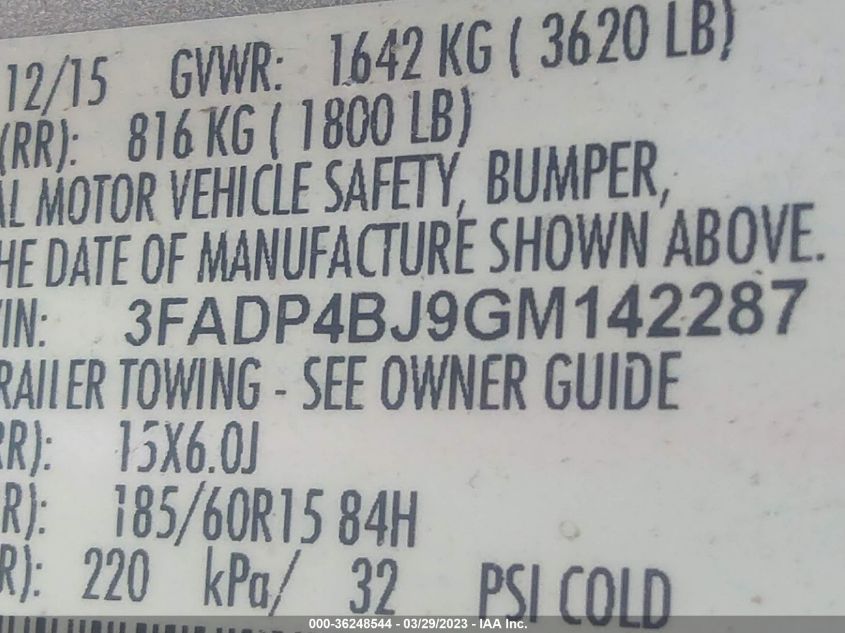 12/15 GVWR: 1642 KG ( 3620 LB)
(RR): 816 KG ( 1800 LB)
AL MOTOR VEHICLE SAFETY, BUMPER,
HE DATE OF MANUFACTURE SHOWN ABOVE.
VIN: 3FADP4BJ9GM142287
RAILER TOWING - SEE OWNER GUIDE
RR): 15X6.0J
R): 185/60R15 84H
R): 220 kPa/ 32 PSI COLD
000-36248544 - 03/29/2023 - IAA Inc.